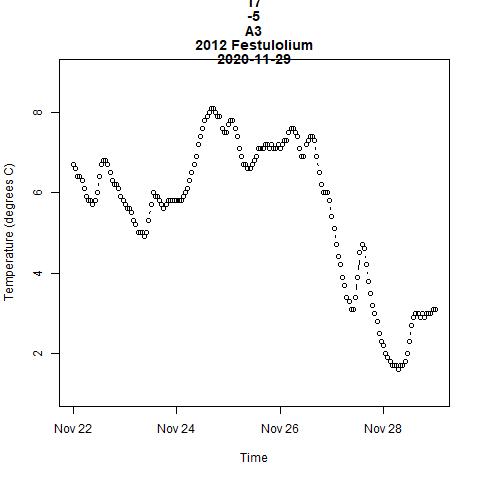 17
-5
A3
2012 Festulolium
2020-11-29
Temperature (degrees C)
8
6
4
2
Nov 22
Nov 24
Nov 26
Nov 28
Time